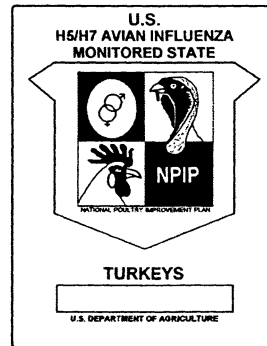 U.S.
H5/H7 AVIAN INFLUENZA
MONITORED STATE
NPIP
NATIONAL POULTRY IMPROVEMENT PLAN
TURKEYS
U.S. DEPARTMENT OF AGRICULTURE